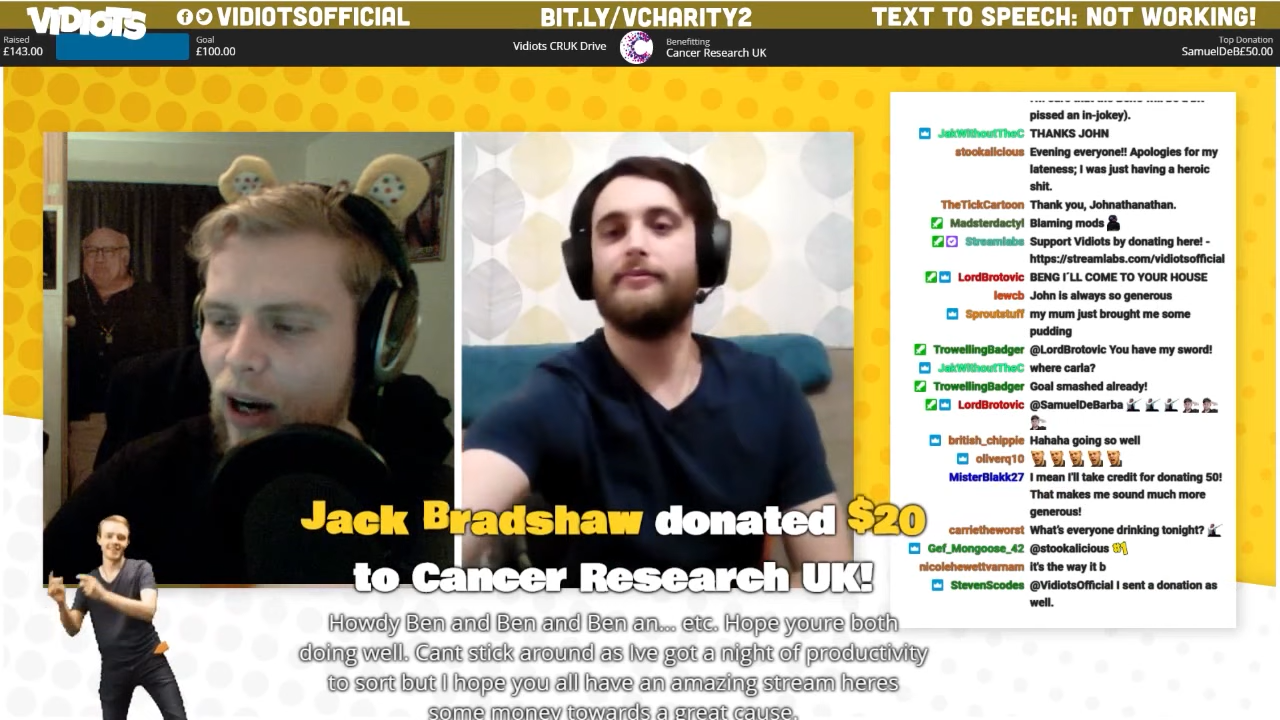 VIDIOTS
VIDIOTSOFFICIAL
BIT.LY/VCHARITY2
TEXT TO SPEECH: NOT WORKING!
Raised
£143.00
Goal
£100.00
Vidiots CRUK Drive
Benefitting
Cancer Research UK
Top Donation
SamuelDeB£50.00
pissed an in-jokey).
JakWithoutTheC THANKS JOHN
stookalicious Evening everyone!! Apologies for my
lateness; I was just having a heroic
shit.
TheTickCartoon Thank you, Johnathanathan.
Madsterdactyl Blaming mods
Streamlabs Support Vidiots by donating here! -
https://streamlabs.com/vidiotsofficial
LordBrotovic BENG I´LL COME TO YOUR HOUSE
lewcb John is always so generous
Sproutstuff my mum just brought me some
pudding
TrowellingBadger @LordBrotovic You have my sword!
JakWithoutTheC where carla?
TrowellingBadger Goal smashed already!
LordBrotovic @SamuelDeBarba
british_chippie Hahaha going so well
oliverq10
MisterBlakk27 I mean I'll take credit for donating 50!
That makes me sound much more
generous!
carrietheworst What's everyone drinking tonight?
Gef_Mongoose_42 @stookalicious #1
nicolehewettvarnam it's the way it b
StevenScodes @VidiotsOfficial I sent a donation as
well.
Jack Bradshaw donated $20
to Cancer Research UK!
Howdy Ben and Ben and Ben an... etc. Hope youre both
doing well. Cant stick around as Ive got a night of productivity
to sort but I hope you all have an amazing stream heres
some money towards a great cause.